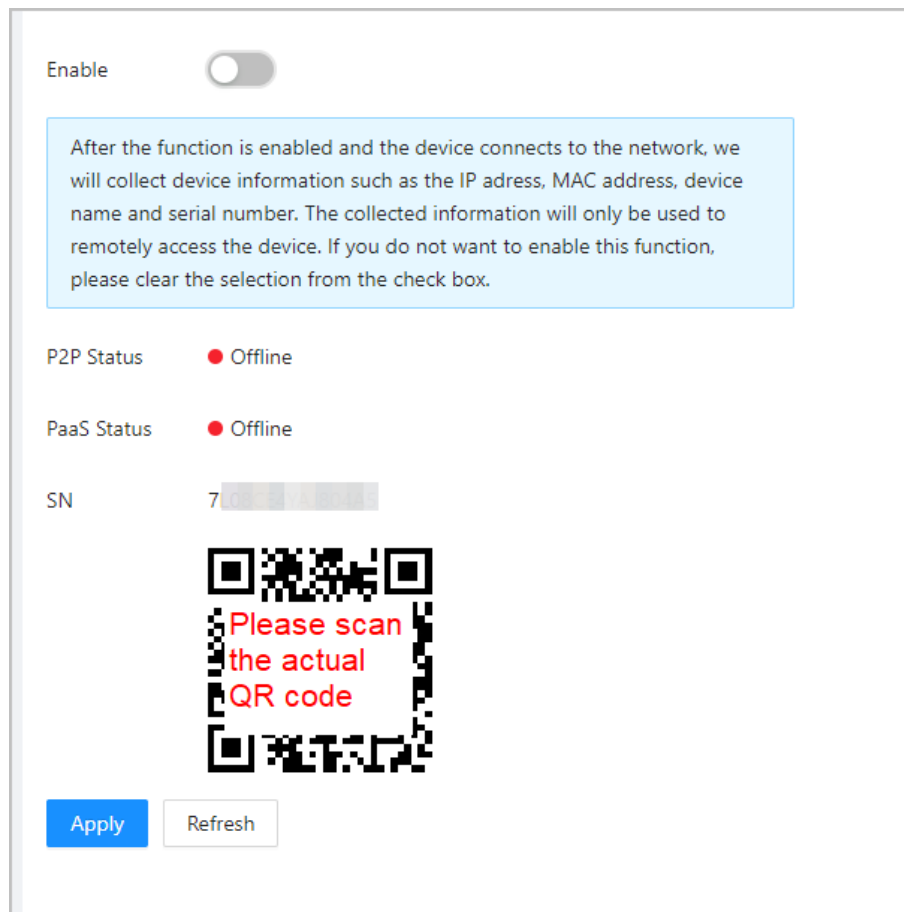 Enable
After the function is enabled and the device connects to the network, we
will collect device information such as the IP adress, MAC address, device
name and serial number. The collected information will only be used to
remotely access the device. If you do not want to enable this function,
please clear the selection from the check box.
P2P Status Offline
PaaS Status Offline
SN
Please scan
the actual
QR code
Apply Refresh